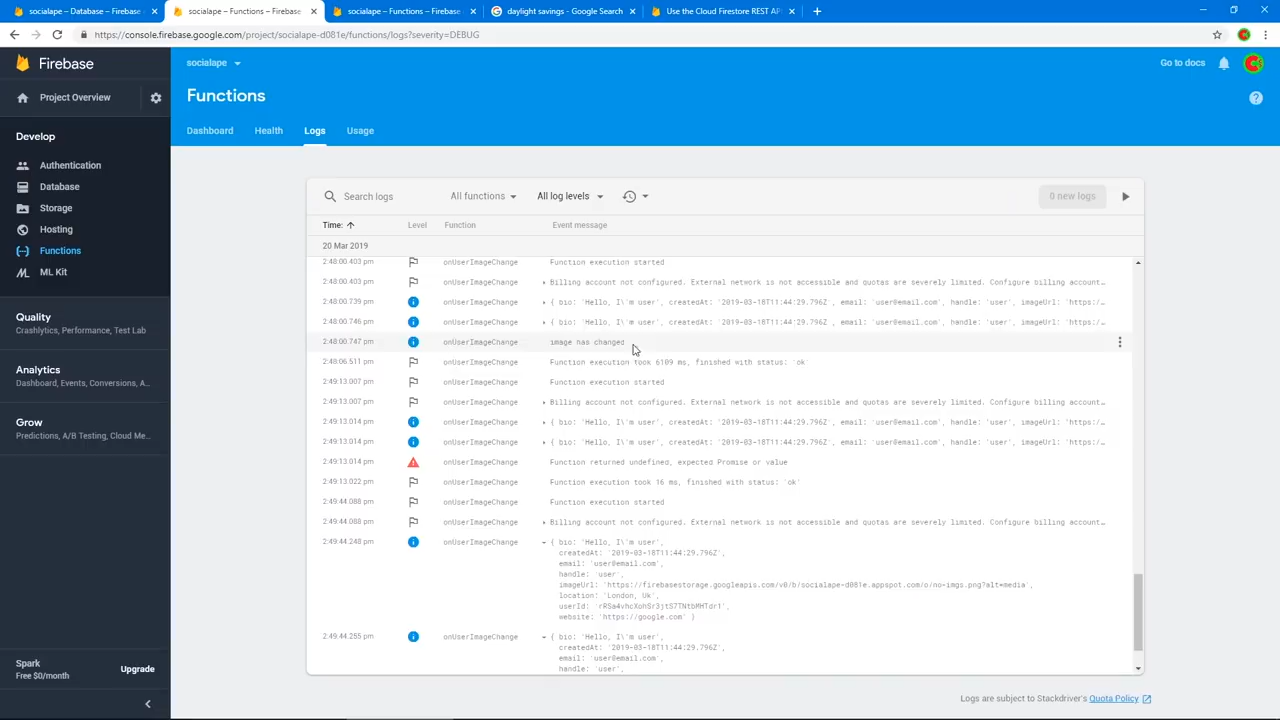 socialape – Database – Firebase
socialape – Functions – Firebase
socialape – Functions – Firebase
daylight savings - Google Search
Use the Cloud Firestore REST AP
https://console.firebase.google.com/project/socialape-d081e/functions/logs?severity=DEBUG
Firebase
socialape
Go to docs
Project Overview
Functions
Dashboard
Health
Logs
Usage
Develop
Authentication
Database
Storage
Hosting
Functions
ML Kit
Quality
Crashlytics, Performance, Test Lab
Analytics
Dashboard, Events, Conversions, A...
Grow
Predictions, A/B Testing, Cloud Me...
Spark
Free $0/month
Upgrade
Search logs
All functions
All log levels
0 new logs
Time:
Level
Function
Event message
20 Mar 2019
2:48:00.403 pm onUserImageChange Function execution started
2:48:00.403 pm onUserImageChange Billing account not configured. External network is not accessible and quotas are severely limited. Configure billing account…
2:48:00.739 pm onUserImageChange { bio: 'Hello, I\'m user', createdAt: '2019-03-18T11:44:29.796Z', email: 'user@email.com', handle: 'user', imageUrl: 'https:/…
2:48:00.746 pm onUserImageChange { bio: 'Hello, I\'m user', createdAt: '2019-03-18T11:44:29.796Z', email: 'user@email.com', handle: 'user', imageUrl: 'https:/…
2:48:00.747 pm onUserImageChange image has changed
2:48:06.511 pm onUserImageChange Function execution took 6109 ms, finished with status: 'ok'
2:49:13.007 pm onUserImageChange Function execution started
2:49:13.007 pm onUserImageChange Billing account not configured. External network is not accessible and quotas are severely limited. Configure billing account…
2:49:13.014 pm onUserImageChange { bio: 'Hello, I\'m user', createdAt: '2019-03-18T11:44:29.796Z', email: 'user@email.com', handle: 'user', imageUrl: 'https:/…
2:49:13.014 pm onUserImageChange { bio: 'Hello, I\'m user', createdAt: '2019-03-18T11:44:29.796Z', email: 'user@email.com', handle: 'user', imageUrl: 'https:/…
2:49:13.014 pm onUserImageChange Function returned undefined, expected Promise or value
2:49:13.022 pm onUserImageChange Function execution took 16 ms, finished with status: 'ok'
2:49:44.088 pm onUserImageChange Function execution started
2:49:44.088 pm onUserImageChange Billing account not configured. External network is not accessible and quotas are severely limited. Configure billing account…
2:49:44.248 pm onUserImageChange { bio: 'Hello, I\'m user',
createdAt: '2019-03-18T11:44:29.796Z',
email: 'user@email.com',
handle: 'user',
imageUrl: 'https://firebasestorage.googleapis.com/v0/b/socialape-d081e.appspot.com/o/no-imgs.png?alt=media',
location: 'London, Uk',
userId: 'rRSa4vhcXohSr3jtS7TNtbMHTdr1',
website: 'https://google.com' }
2:49:44.255 pm onUserImageChange { bio: 'Hello, I\'m user',
createdAt: '2019-03-18T11:44:29.796Z',
email: 'user@email.com',
handle: 'user',
Logs are subject to Stackdriver's Quota Policy